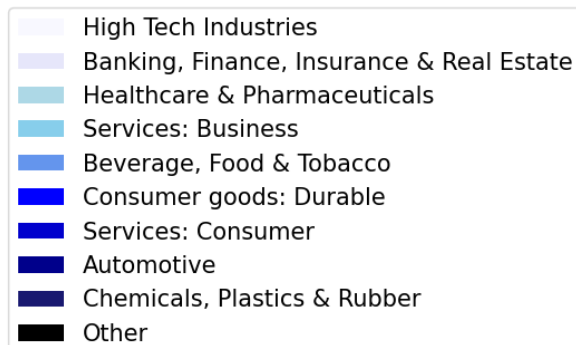 High Tech Industries
Banking, Finance, Insurance & Real Estate
Healthcare & Pharmaceuticals
Services: Business
Beverage, Food & Tobacco
Consumer goods: Durable
Services: Consumer
Automotive
Chemicals, Plastics & Rubber
Other